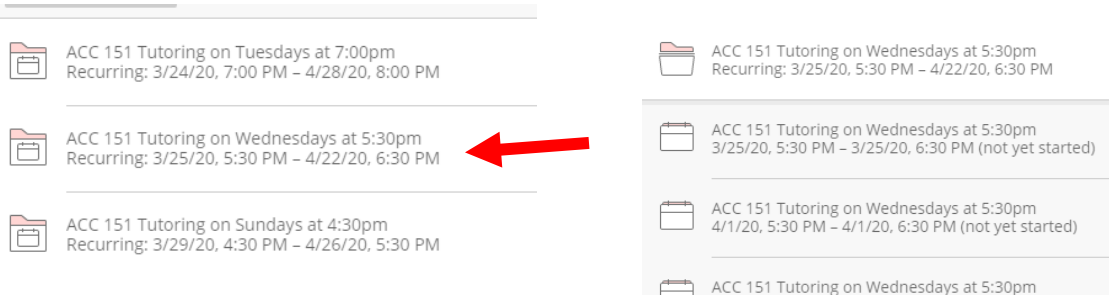 ACC 151 Tutoring on Tuesdays at 7:00pm
Recurring: 3/24/20, 7:00 PM – 4/28/20, 8:00 PM
ACC 151 Tutoring on Wednesdays at 5:30pm
Recurring: 3/25/20, 5:30 PM – 4/22/20, 6:30 PM
ACC 151 Tutoring on Sundays at 4:30pm
Recurring: 3/29/20, 4:30 PM – 4/26/20, 5:30 PM
ACC 151 Tutoring on Wednesdays at 5:30pm
Recurring: 3/25/20, 5:30 PM – 4/22/20, 6:30 PM
ACC 151 Tutoring on Wednesdays at 5:30pm
3/25/20, 5:30 PM – 3/25/20, 6:30 PM (not yet started)
ACC 151 Tutoring on Wednesdays at 5:30pm
4/1/20, 5:30 PM – 4/1/20, 6:30 PM (not yet started)
ACC 151 Tutoring on Wednesdays at 5:30pm